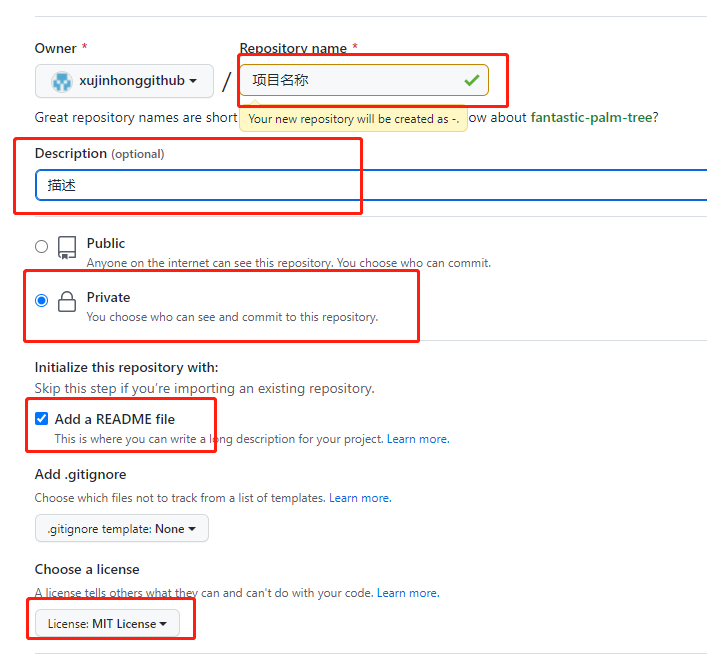 Owner * Repository name *
xujinhonggithub / 项目名称
Great repository names are short ow about fantastic-palm-tree?
Your new repository will be created as -.
Description (optional)
描述
Public
Anyone on the internet can see this repository. You choose who can commit.
Private
You choose who can see and commit to this repository.
Initialize this repository with:
Skip this step if you're importing an existing repository.
Add a README file
This is where you can write a long description for your project. Learn more.
Add .gitignore
Choose which files not to track from a list of templates. Learn more.
.gitignore template: None
Choose a license
A license tells others what they can and can't do with your code. Learn more.
License: MIT License